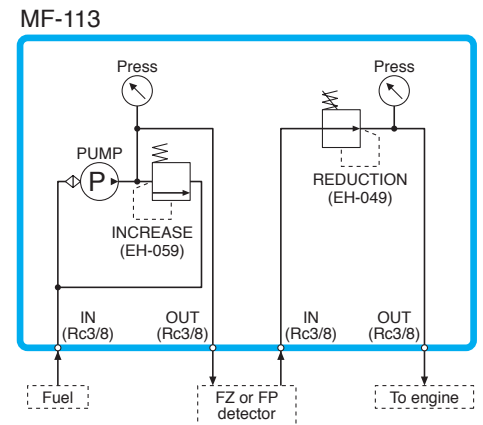 MF-113
Press
Press
PUMP
P
INCREASE
(EH-059)
REDUCTION
(EH-049)
IN
(Rc3/8)
OUT
(Rc3/8)
IN
(Rc3/8)
OUT
(Rc3/8)
Fuel
FZ or FP
detector
To engine